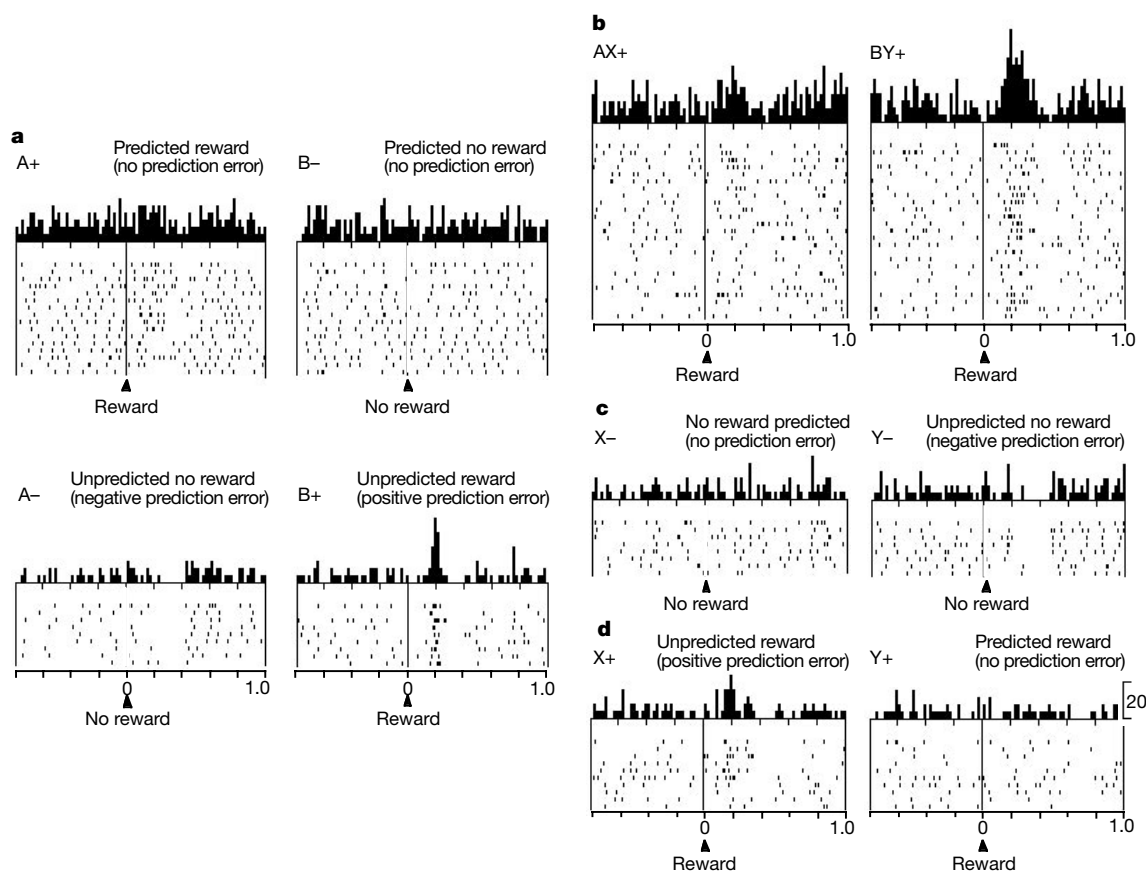 a
A+
Predicted reward
(no prediction error)
B–
Predicted no reward
(no prediction error)
Reward
No reward
A–
Unpredicted no reward
(negative prediction error)
B+
Unpredicted reward
(positive prediction error)
0
1.0
0
1.0
No reward
Reward
b
AX+
BY+
0
1.0
0
1.0
Reward
Reward
c
X–
No reward predicted
(no prediction error)
Y–
Unpredicted no reward
(negative prediction error)
No reward
No reward
d
X+
Unpredicted reward
(positive prediction error)
Y+
Predicted reward
(no prediction error)
20
0
1.0
0
1.0
Reward
Reward